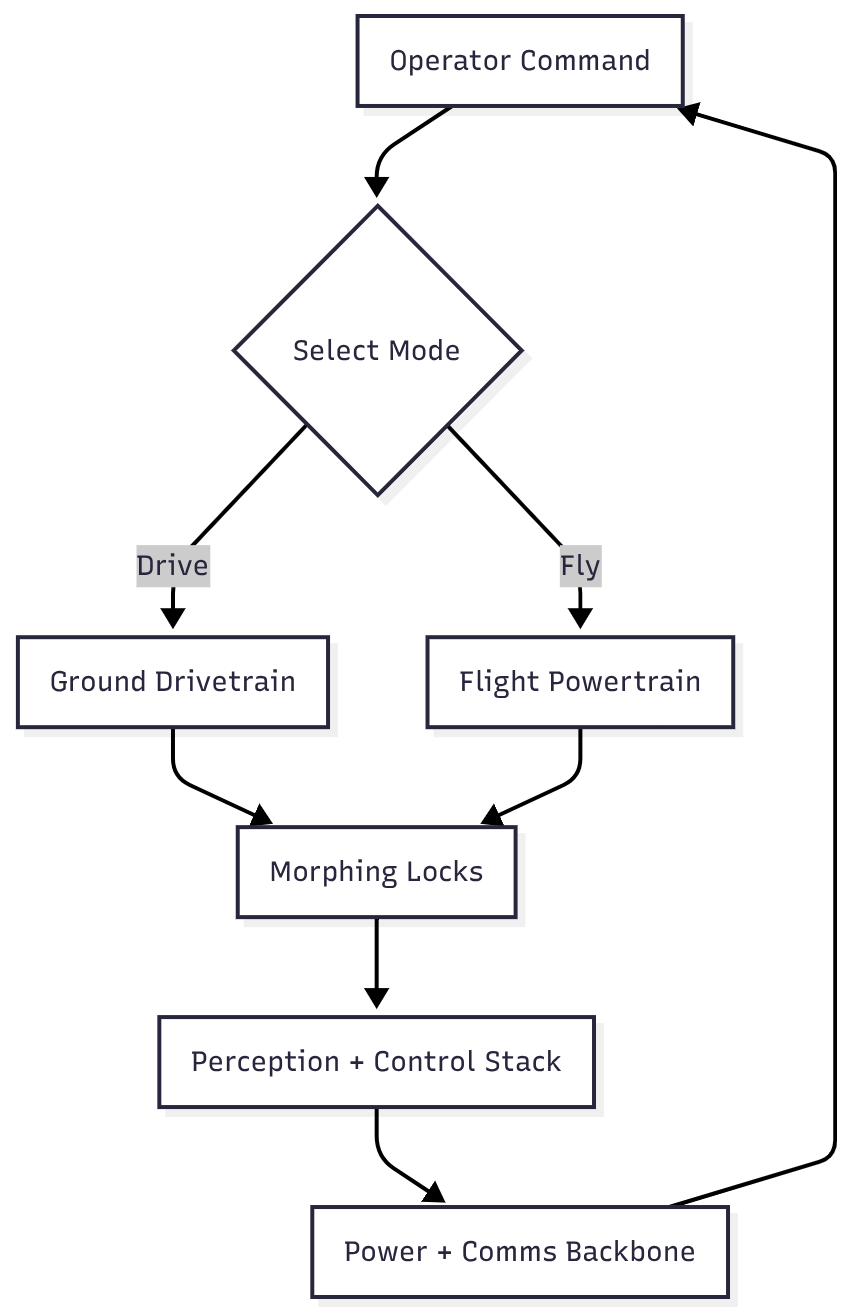 Operator Command
Select Mode
Drive
Fly
Ground Drivetrain
Flight Powertrain
Morphing Locks
Perception + Control Stack
Power + Comms Backbone